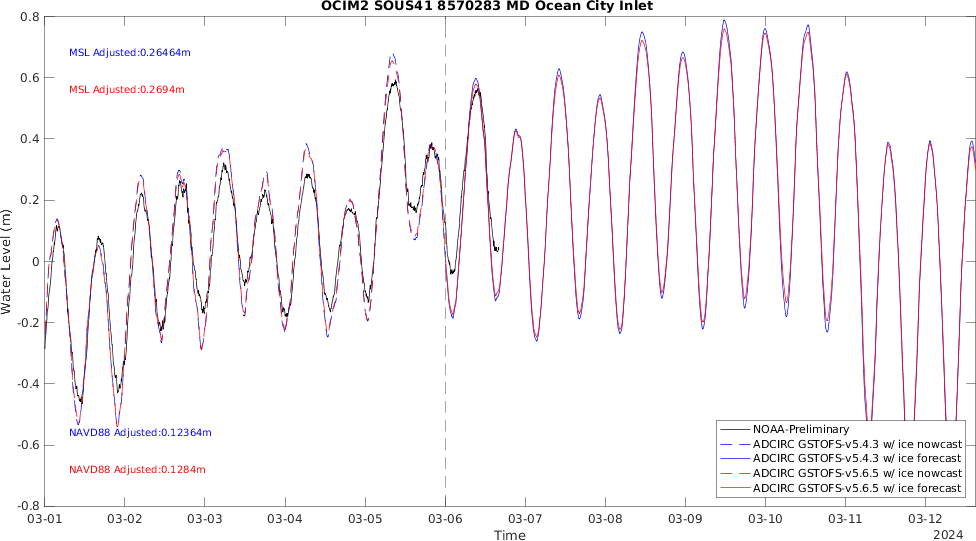 OCIM2 SOUS41 8570283 MD Ocean City Inlet
0.8
0.6
0.4
0.2
0
-0.2
-0.4
-0.6
-0.8
Water Level (m)
MSL Adjusted:0.26464m
MSL Adjusted:0.2694m
NAVD88 Adjusted:0.12364m
NAVD88 Adjusted:0.1284m
NOAA-Preliminary
ADCIRC GSTOFS-v5.4.3 w/ ice nowcast
ADCIRC GSTOFS-v5.4.3 w/ ice forecast
ADCIRC GSTOFS-v5.6.5 w/ ice nowcast
ADCIRC GSTOFS-v5.6.5 w/ ice forecast
03-01 03-02 03-03 03-04 03-05 03-06 03-07 03-08 03-09 03-10 03-11 03-12
Time
2024